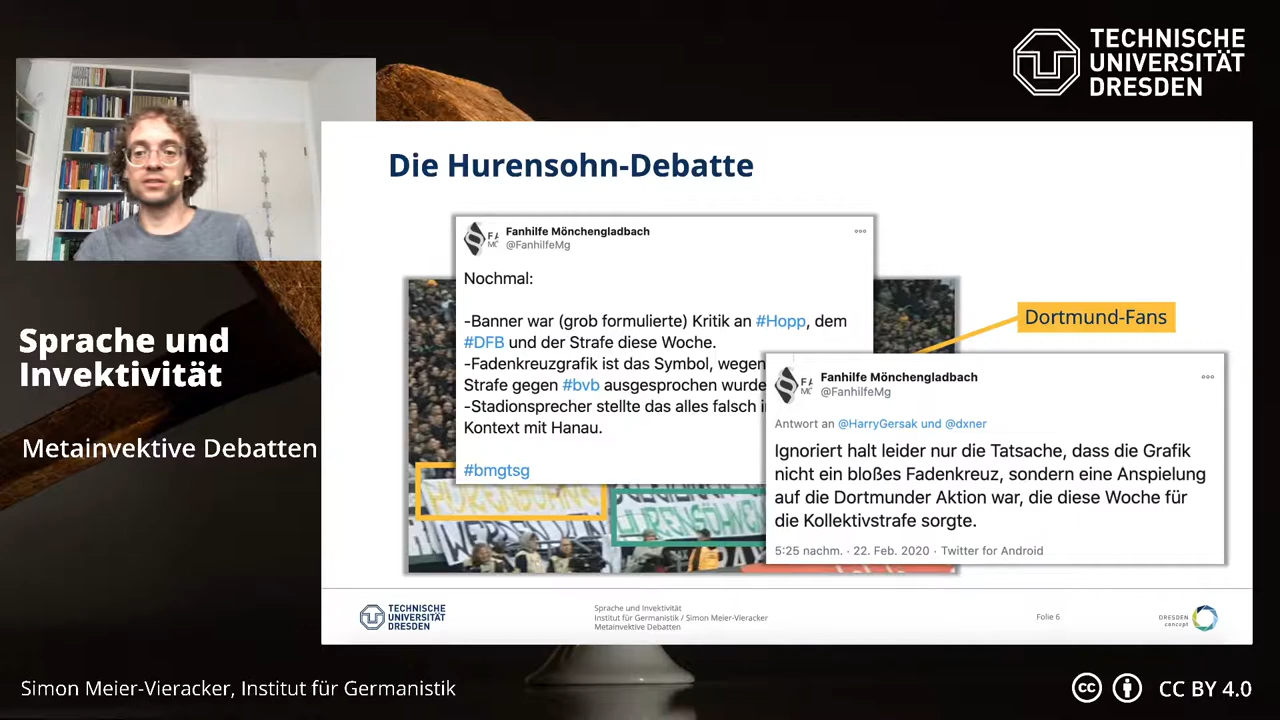 TECHNISCHE
UNIVERSITÄT
DRESDEN
Sprache und
Invektivität
Metainvektive Debatten
Die Hurensohn-Debatte
Fanhilfe Mönchengladbach
@FanhilfeMg
Nochmal:
-Banner war (grob formulierte) Kritik an #Hopp, dem
#DFB und der Strafe diese Woche.
-Fadenkreuzgrafik ist das Symbol, wegen
Strafe gegen #bvb ausgesprochen wurde
-Stadionsprecher stellte das alles falsch i
Kontext mit Hanau.
#bmgtsg
Dortmund-Fans
Fanhilfe Mönchengladbach
@FanhilfeMg
Antwort an @HarryGersak und @dxner
Ignoriert halt leider nur die Tatsache, dass die Grafik
nicht ein bloßes Fadenkreuz, sondern eine Anspielung
auf die Dortmunder Aktion war, die diese Woche für
die Kollektivstrafe sorgte.
5:25 nachm. · 22. Feb. 2020 · Twitter for Android
TECHNISCHE
UNIVERSITÄT
DRESDEN
Sprache und Invektivität
Institut für Germanistik / Simon Meier-Vieracker
Metainvektive Debatten
Folie 6
DRESDEN
concept
Simon Meier-Vieracker, Institut für Germanistik
CC BY 4.0